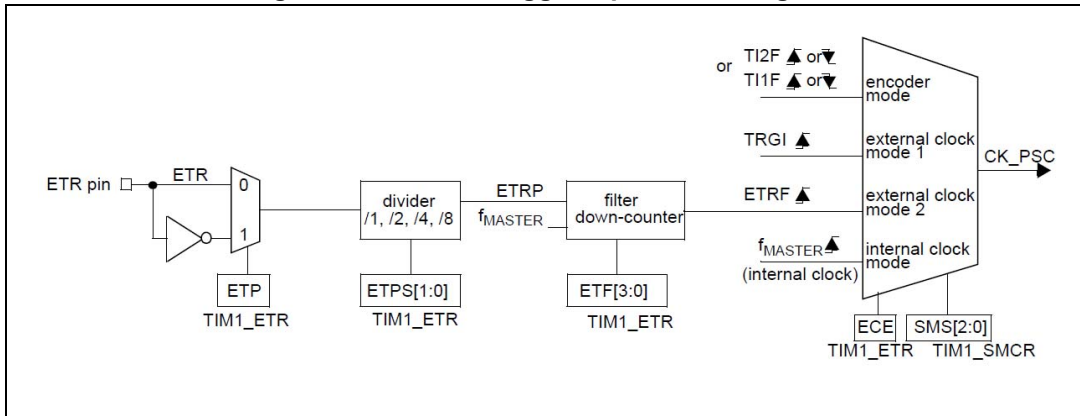 or TI2F or
TI1F or
encoder
mode
TRGI
external clock
mode 1
CK_PSC
ETR pin
ETR
0
1
divider
/1, /2, /4, /8
ETRP
fMASTER
filter
down-counter
ETRF
external clock
mode 2
fMASTER
(internal clock)
internal clock
mode
ETP
TIM1_ETR
ETPS[1:0]
TIM1_ETR
ETF[3:0]
TIM1_ETR
ECE
TIM1_ETR
SMS[2:0]
TIM1_SMCR